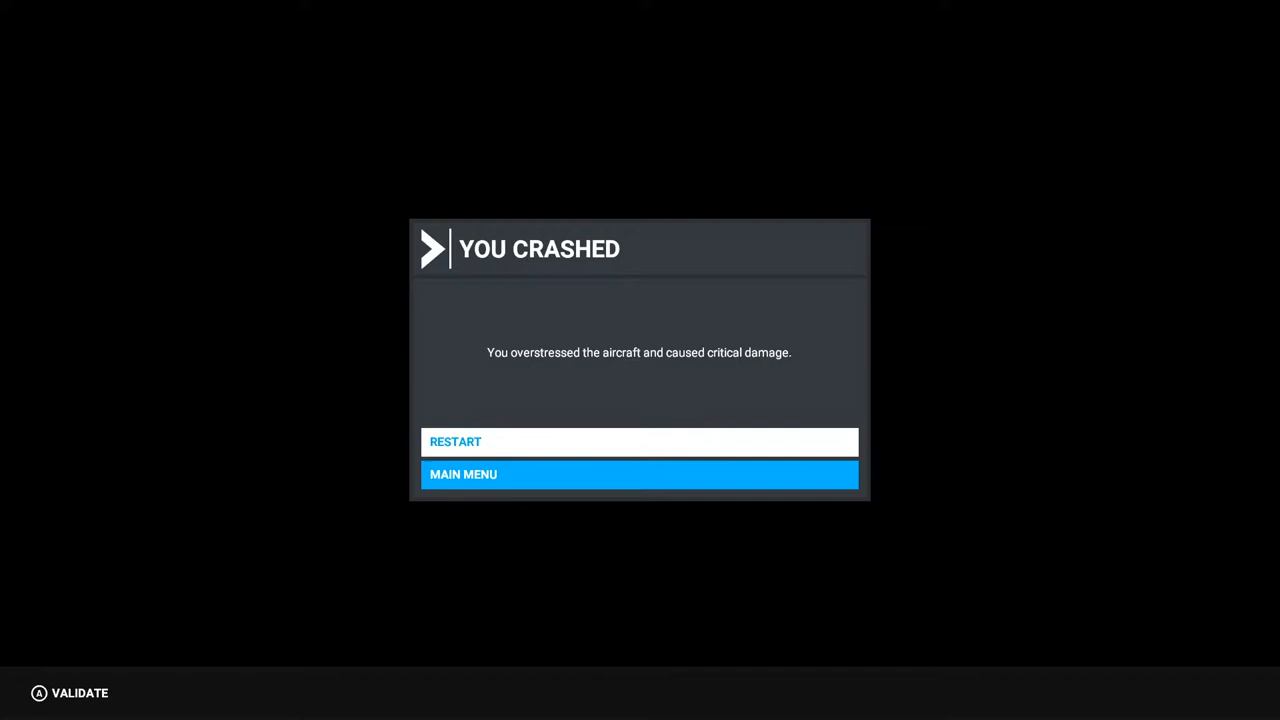 YOU CRASHED
You overstressed the aircraft and caused critical damage.
RESTART
MAIN MENU
A VALIDATE